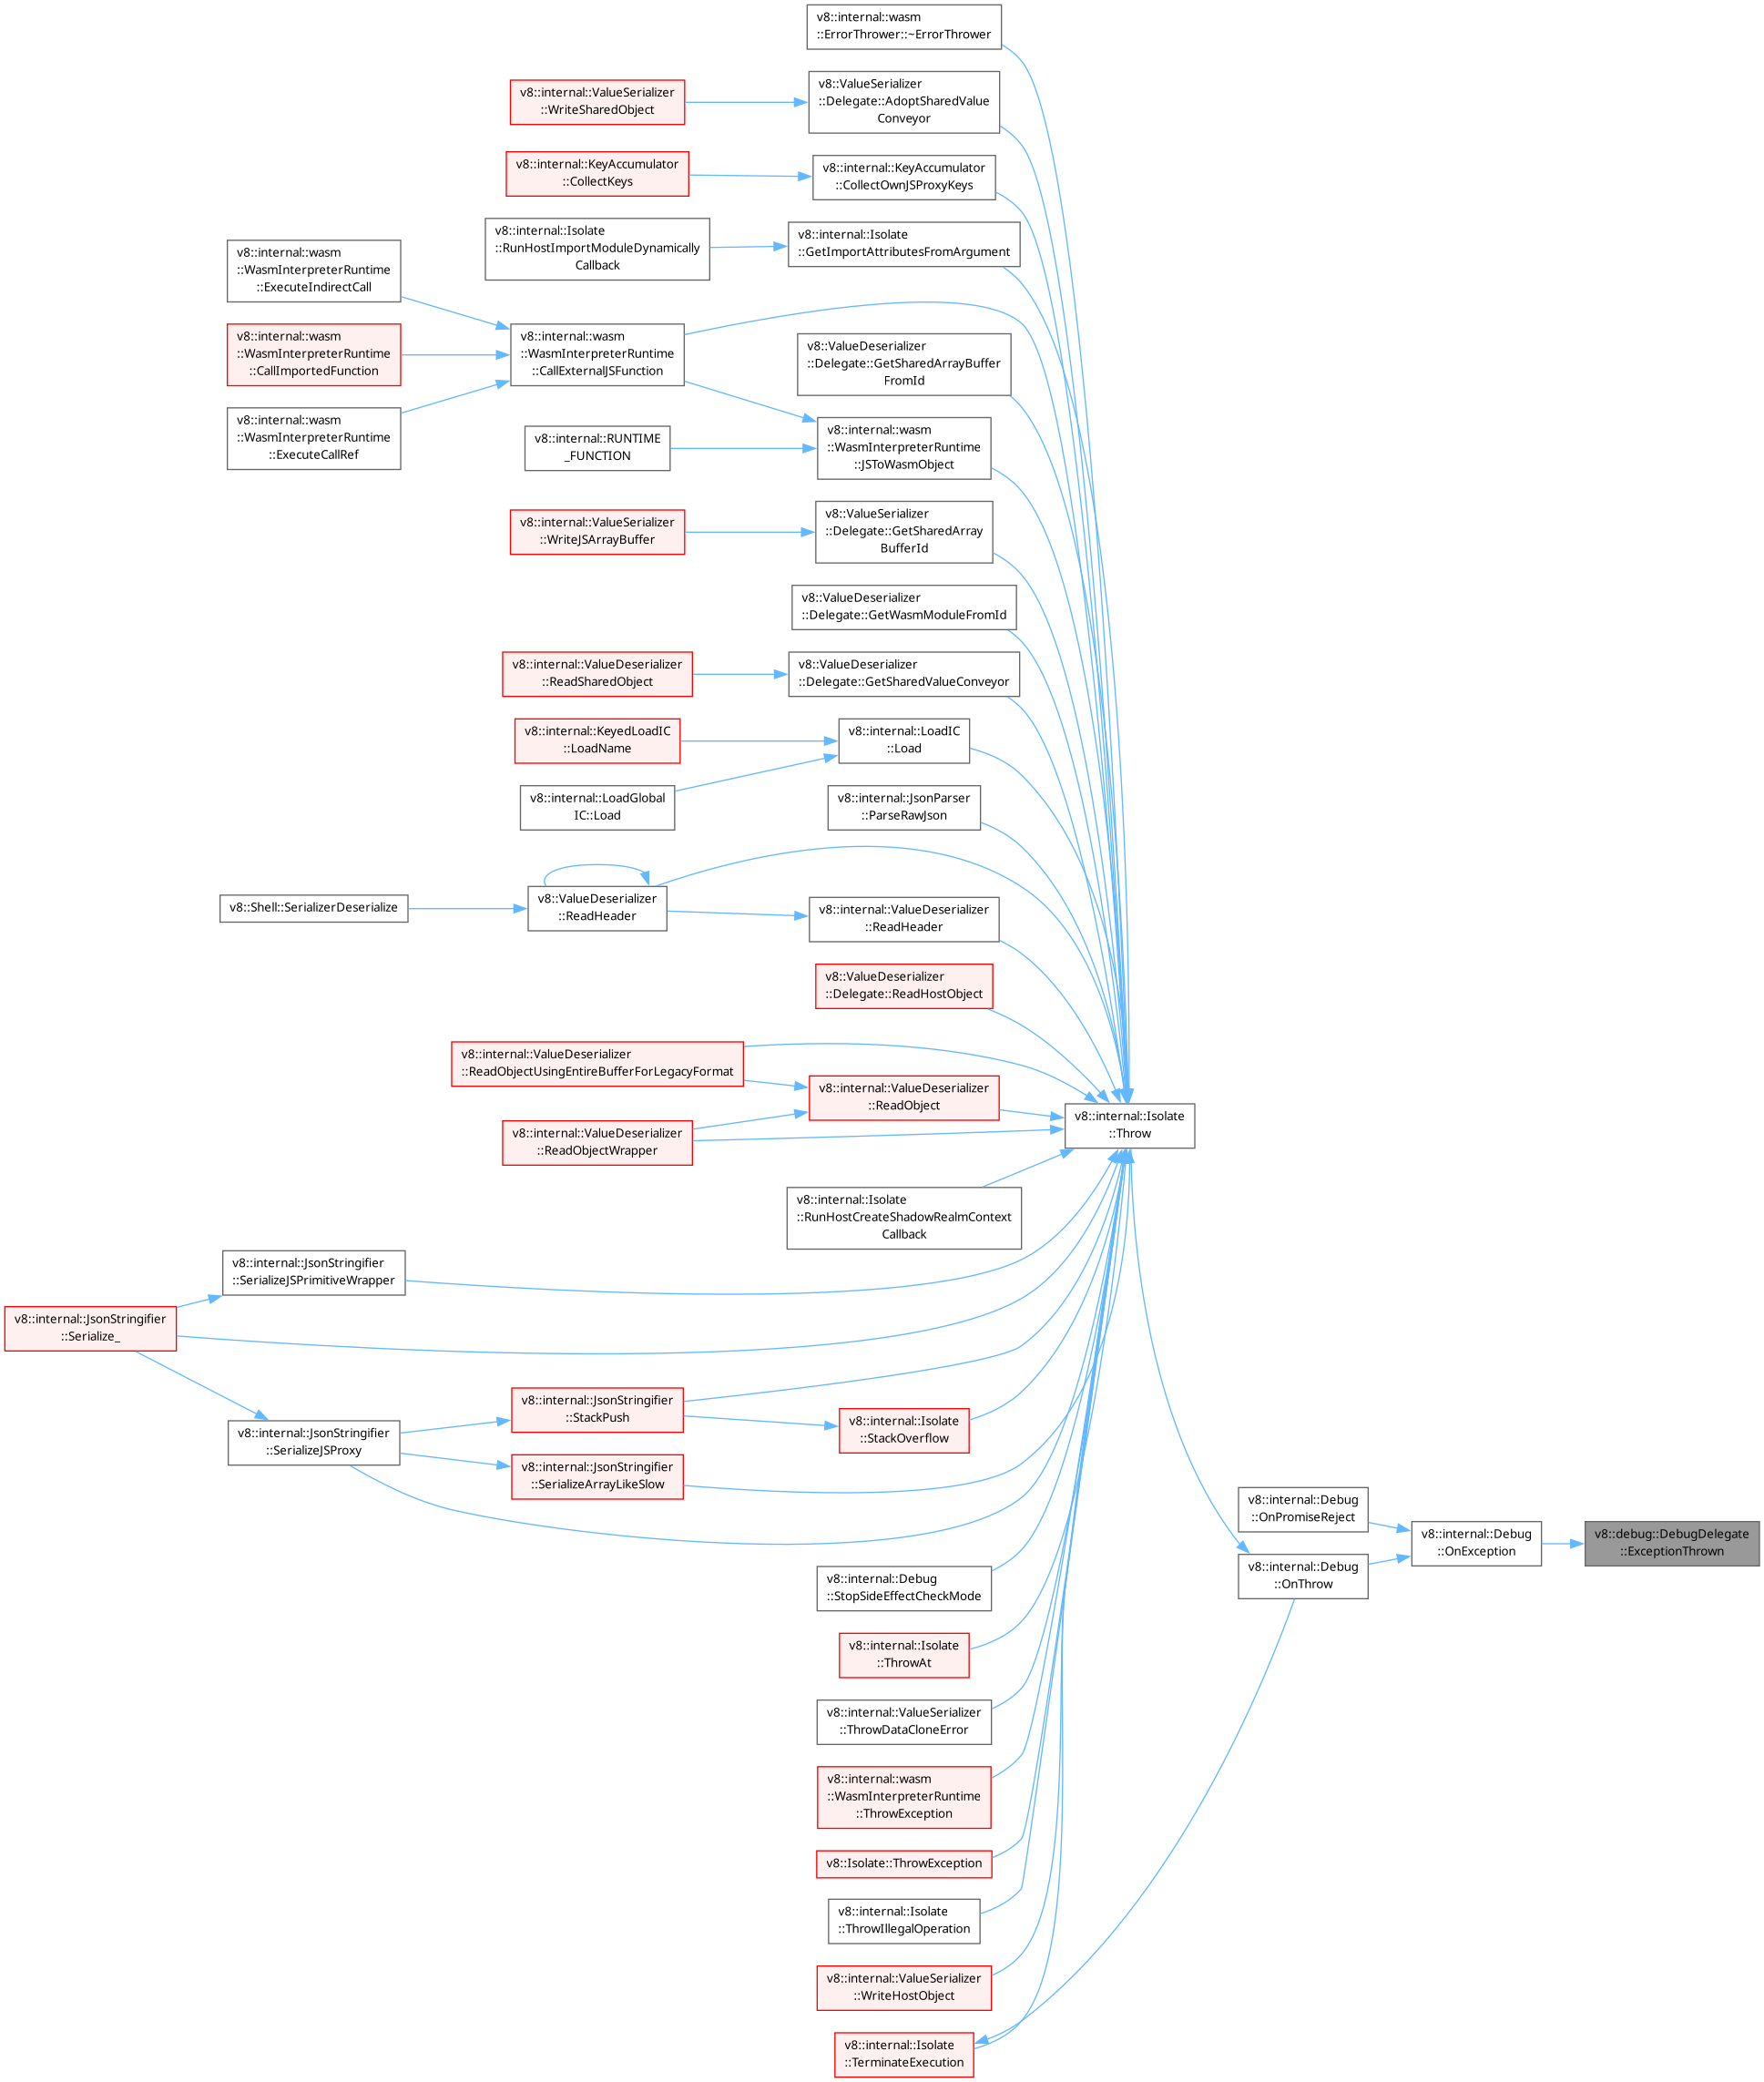 v8::internal::wasm
::ErrorThrower::~ErrorThrower
v8::internal::ValueSerializer
::WriteSharedObject
v8::ValueSerializer
::Delegate::AdoptSharedValue
Conveyor
v8::internal::KeyAccumulator
::CollectKeys
v8::internal::KeyAccumulator
::CollectOwnJSProxyKeys
v8::internal::Isolate
::RunHostImportModuleDynamically
Callback
v8::internal::Isolate
::GetImportAttributesFromArgument
v8::internal::wasm
::WasmInterpreterRuntime
::ExecuteIndirectCall
v8::internal::wasm
::WasmInterpreterRuntime
::CallImportedFunction
v8::internal::wasm
::WasmInterpreterRuntime
::ExecuteCallRef
v8::internal::wasm
::WasmInterpreterRuntime
::CallExternalJSFunction
v8::ValueDeserializer
::Delegate::GetSharedArrayBuffer
FromId
v8::internal::RUNTIME
_FUNCTION
v8::internal::wasm
::WasmInterpreterRuntime
::JSToWasmObject
v8::internal::ValueSerializer
::WriteJSArrayBuffer
v8::ValueSerializer
::Delegate::GetSharedArray
BufferId
v8::ValueDeserializer
::Delegate::GetWasmModuleFromId
v8::internal::ValueDeserializer
::ReadSharedObject
v8::ValueDeserializer
::Delegate::GetSharedValueConveyor
v8::internal::KeyedLoadIC
::LoadName
v8::internal::LoadIC
::Load
v8::internal::LoadGlobal
IC::Load
v8::internal::JsonParser
::ParseRawJson
v8::Shell::SerializerDeserialize
v8::ValueDeserializer
::ReadHeader
v8::internal::ValueDeserializer
::ReadHeader
v8::ValueDeserializer
::Delegate::ReadHostObject
v8::internal::ValueDeserializer
::ReadObjectUsingEntireBufferForLegacyFormat
v8::internal::ValueDeserializer
::ReadObject
v8::internal::ValueDeserializer
::ReadObjectWrapper
v8::internal::Isolate
::Throw
v8::internal::Isolate
::RunHostCreateShadowRealmContext
Callback
v8::internal::JsonStringifier
::SerializeJSPrimitiveWrapper
v8::internal::JsonStringifier
::Serialize_
v8::internal::JsonStringifier
::StackPush
v8::internal::Isolate
::StackOverflow
v8::internal::JsonStringifier
::SerializeJSProxy
v8::internal::JsonStringifier
::SerializeArrayLikeSlow
v8::internal::Debug
::OnPromiseReject
v8::internal::Debug
::OnException
v8::debug::DebugDelegate
::ExceptionThrown
v8::internal::Debug
::OnThrow
v8::internal::Debug
::StopSideEffectCheckMode
v8::internal::Isolate
::ThrowAt
v8::internal::ValueSerializer
::ThrowDataCloneError
v8::internal::wasm
::WasmInterpreterRuntime
::ThrowException
v8::Isolate::ThrowException
v8::internal::Isolate
::ThrowIllegalOperation
v8::internal::ValueSerializer
::WriteHostObject
v8::internal::Isolate
::TerminateExecution